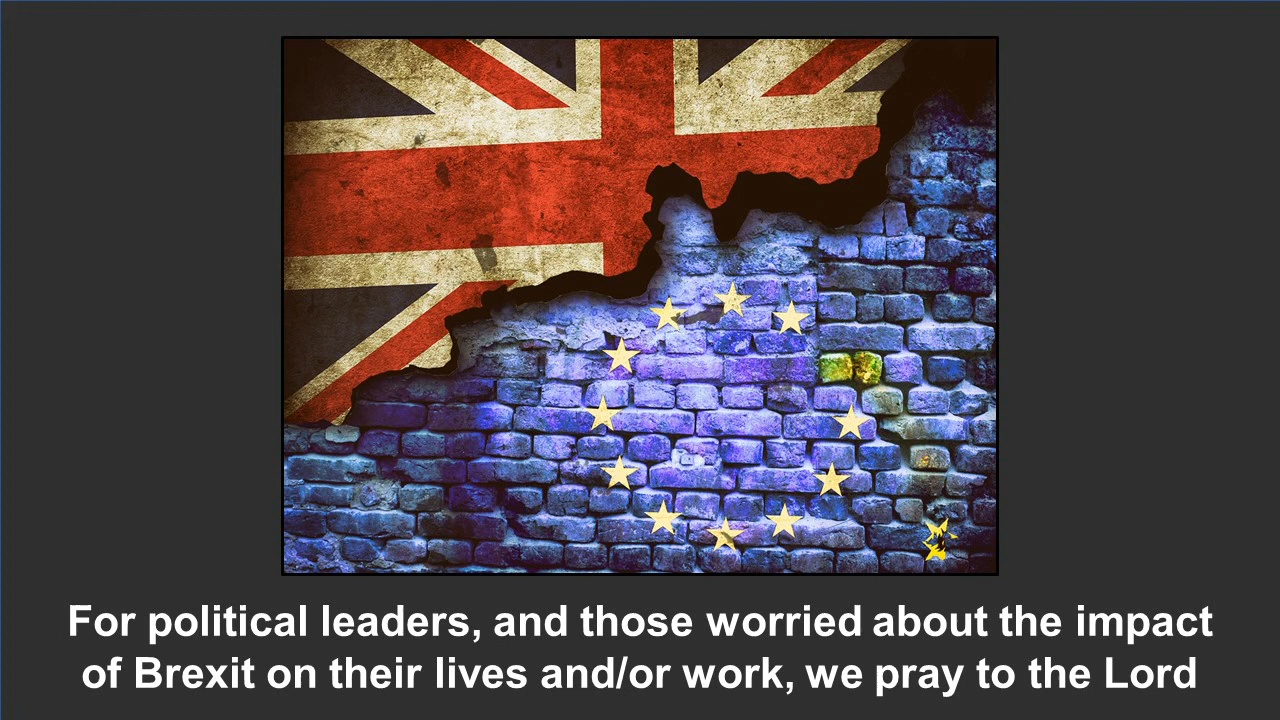 For political leaders, and those worried about the impact
of Brexit on their lives and/or work, we pray to the Lord